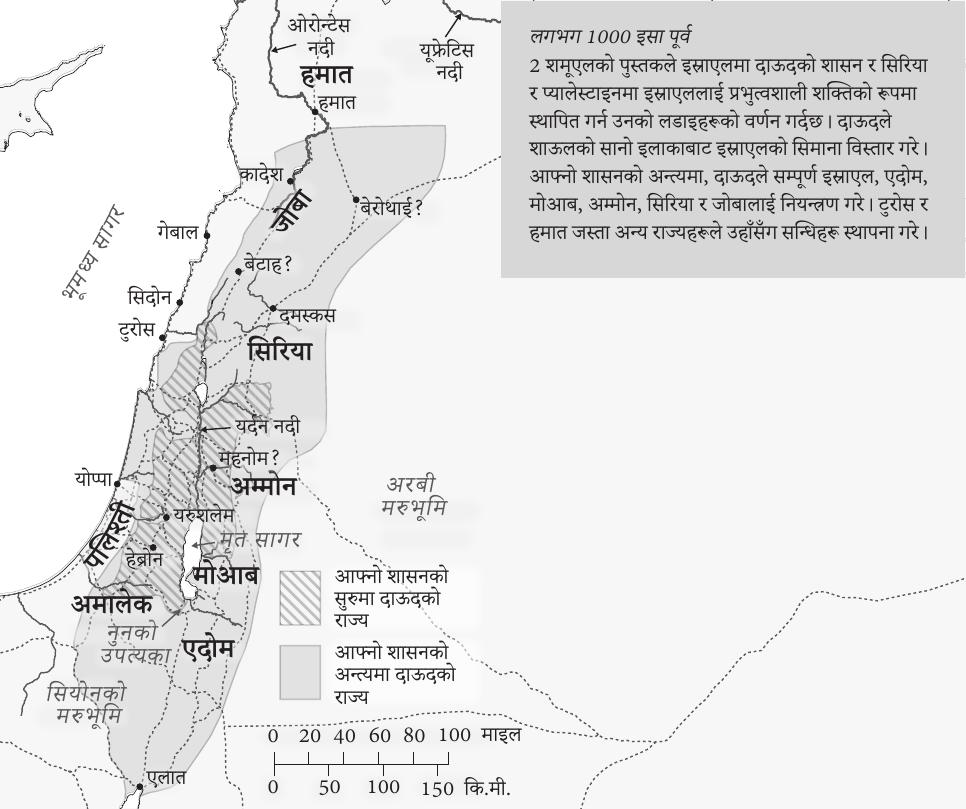 लगभग 1000 इसा पूर्व
2 शमूएलको पुस्तकले इस्राएलमा दाऊदको शासन र सिरिया
र प्यालेस्टाइनमा इस्राएललाई प्रभुत्वशाली शक्तिको रूपमा
स्थापित गर्न उनको लडाइहरूको वर्णन गर्दछ । दाऊदले
शाऊलको सानो इलाकाबाट इस्राएलको सिमाना विस्तार गरे ।
आफ्नो शासनको अन्त्यमा, दाऊदले सम्पूर्ण इस्राएल, एदोम,
मोआब, अम्मोन, सिरिया र जोबालाई नियन्त्रण गरे । टुरोस र
हमात जस्ता अन्य राज्यहरूले उहाँसँग सन्धिहरू स्थापना गरे ।
ओरोन्टेस
नदी
यूफ्रेटिस
नदी
हमात
हमात
कादेश
जोबा
बेरोथाई?
गेबाल
भूमध्य सागर
बेटाह?
सिदोन
दमस्कस
टुरोस
सिरिया
यर्दन नदी
महनोम?
योप्पा
अम्मोन
अरबी
मरुभूमि
यरुशलेम
पलिश्ती
मृत सागर
हेब्रोन
मोआब
अमालेक
नुनको
उपत्यका
एदोम
सियोनको
मरुभूमि
एलात
आफ्नो शासनको
सुरुमा दाऊदको
राज्य
आफ्नो शासनको
अन्त्यमा दाऊदको
राज्य
0 20 40 60 80 100 माइल
0 50 100 150 कि.मी.